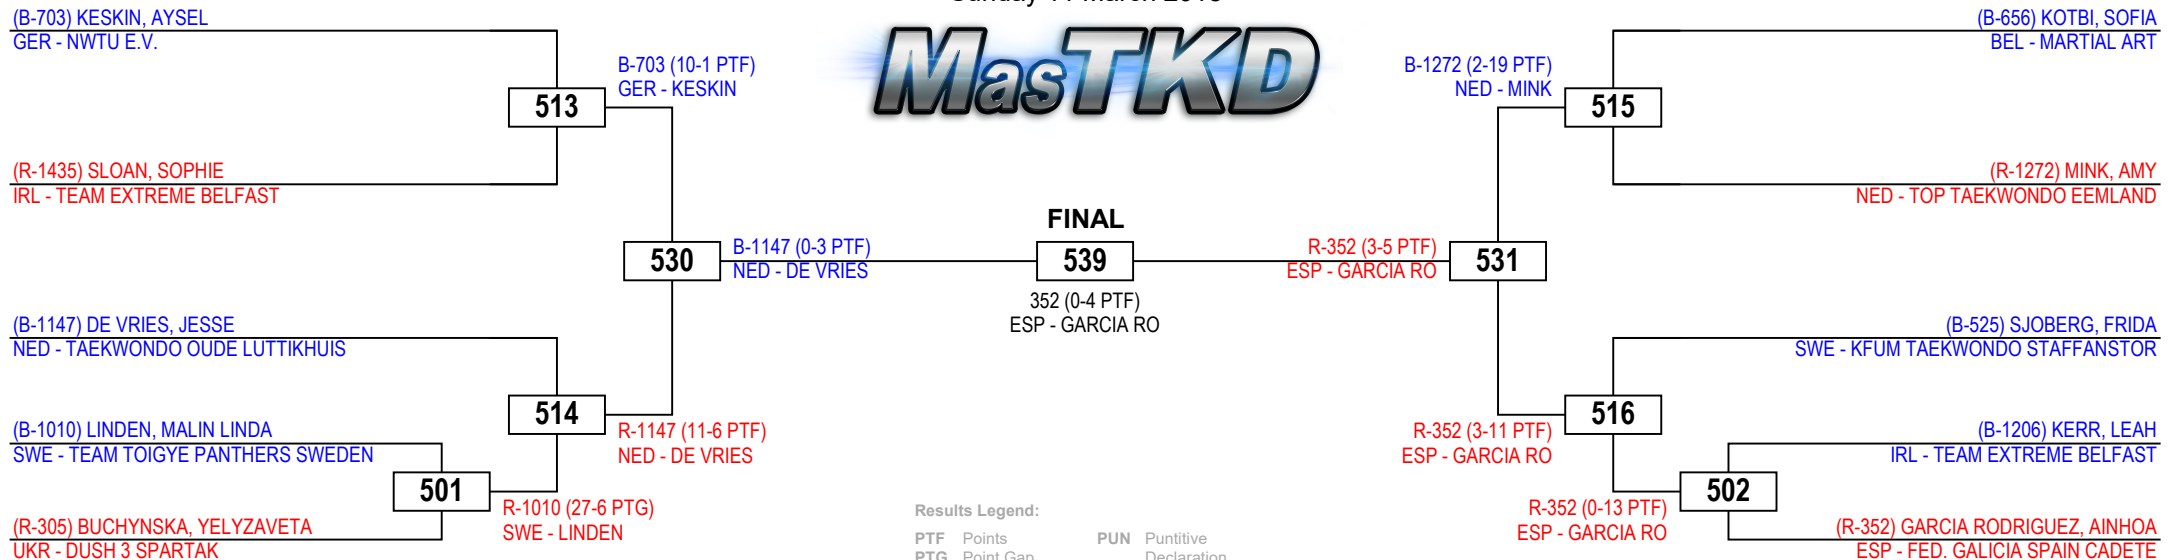 (B-703) KESKIN, AYSEL
GER - NWTU E.V.
B-703 (10-1 PTF)
GER - KESKIN
513
(R-1435) SLOAN, SOPHIE
IRL - TEAM EXTREME BELFAST
530
B-1147 (0-3 PTF)
NED - DE VRIES
(B-1147) DE VRIES, JESSE
NED - TAEKWONDO OUDE LUTTIKHUIS
514
R-1147 (11-6 PTF)
NED - DE VRIES
(B-1010) LINDEN, MALIN LINDA
SWE - TEAM TOIGYE PANTHERS SWEDEN
501
R-1010 (27-6 PTG)
SWE - LINDEN
(R-305) BUCHYNSKA, YELYZAVETA
UKR - DUSH 3 SPARTAK
MasTKD
FINAL
539
352 (0-4 PTF)
ESP - GARCIA RO
Results Legend:
PTF Points
PUN Puntitive
PTG Point Gap
Declaration
(B-656) KOTBI, SOFIA
BEL - MARTIAL ART
B-1272 (2-19 PTF)
NED - MINK
515
(R-1272) MINK, AMY
NED - TOP TAEKWONDO EEMLAND
R-352 (3-5 PTF)
ESP - GARCIA RO
531
(B-525) SJOBERG, FRIDA
SWE - KFUM TAEKWONDO STAFFANSTOR
516
R-352 (3-11 PTF)
ESP - GARCIA RO
(B-1206) KERR, LEAH
IRL - TEAM EXTREME BELFAST
502
R-352 (0-13 PTF)
ESP - GARCIA RO
(R-352) GARCIA RODRIGUEZ, AINHOA
ESP - FED. GALICIA SPAIN CADETE